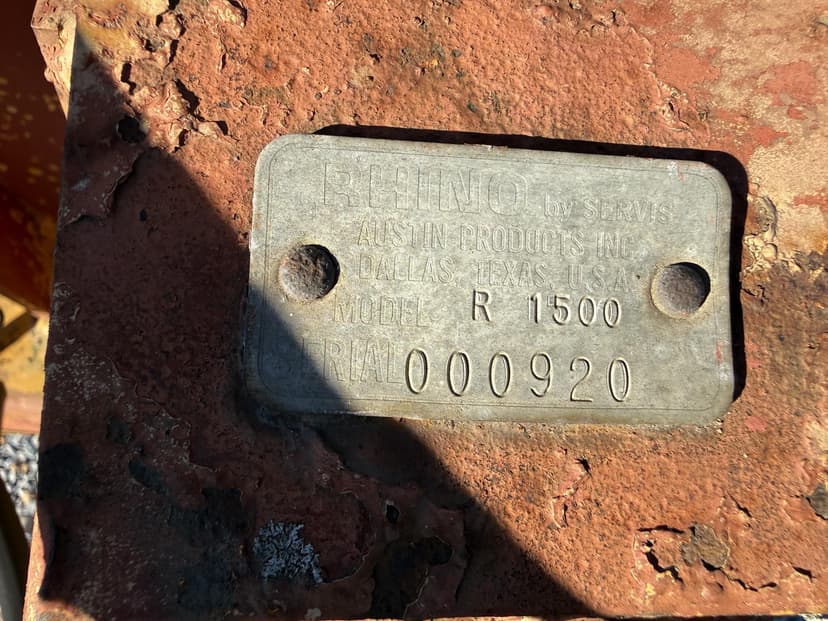 RHINO by SERVIS
AUSTIN PRODUCTS INC.
DALLAS, TEXAS, U.S.A.
MODEL R 1500
SERIAL 000920